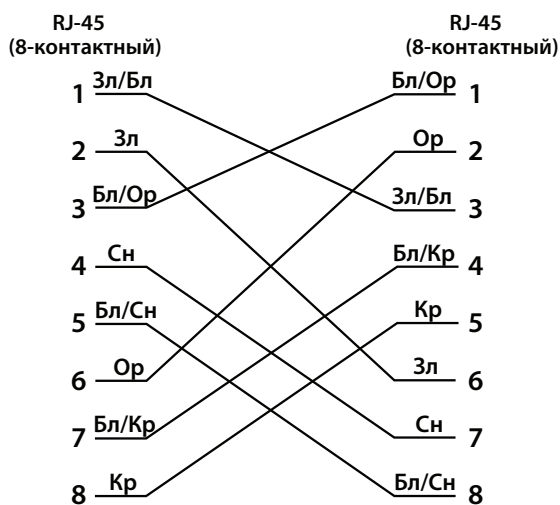 RJ-45
(8-контактный)
RJ-45
(8-контактный)
1 Зл/Бл
Бл/Ор 1
2 Зл
Ор 2
3 Бл/Ор
Зл/Бл 3
4 Сн
Бл/Кр 4
5 Бл/Сн
Кр 5
6 Ор
Зл 6
7 Бл/Кр
Сн 7
8 Кр
Бл/Сн 8